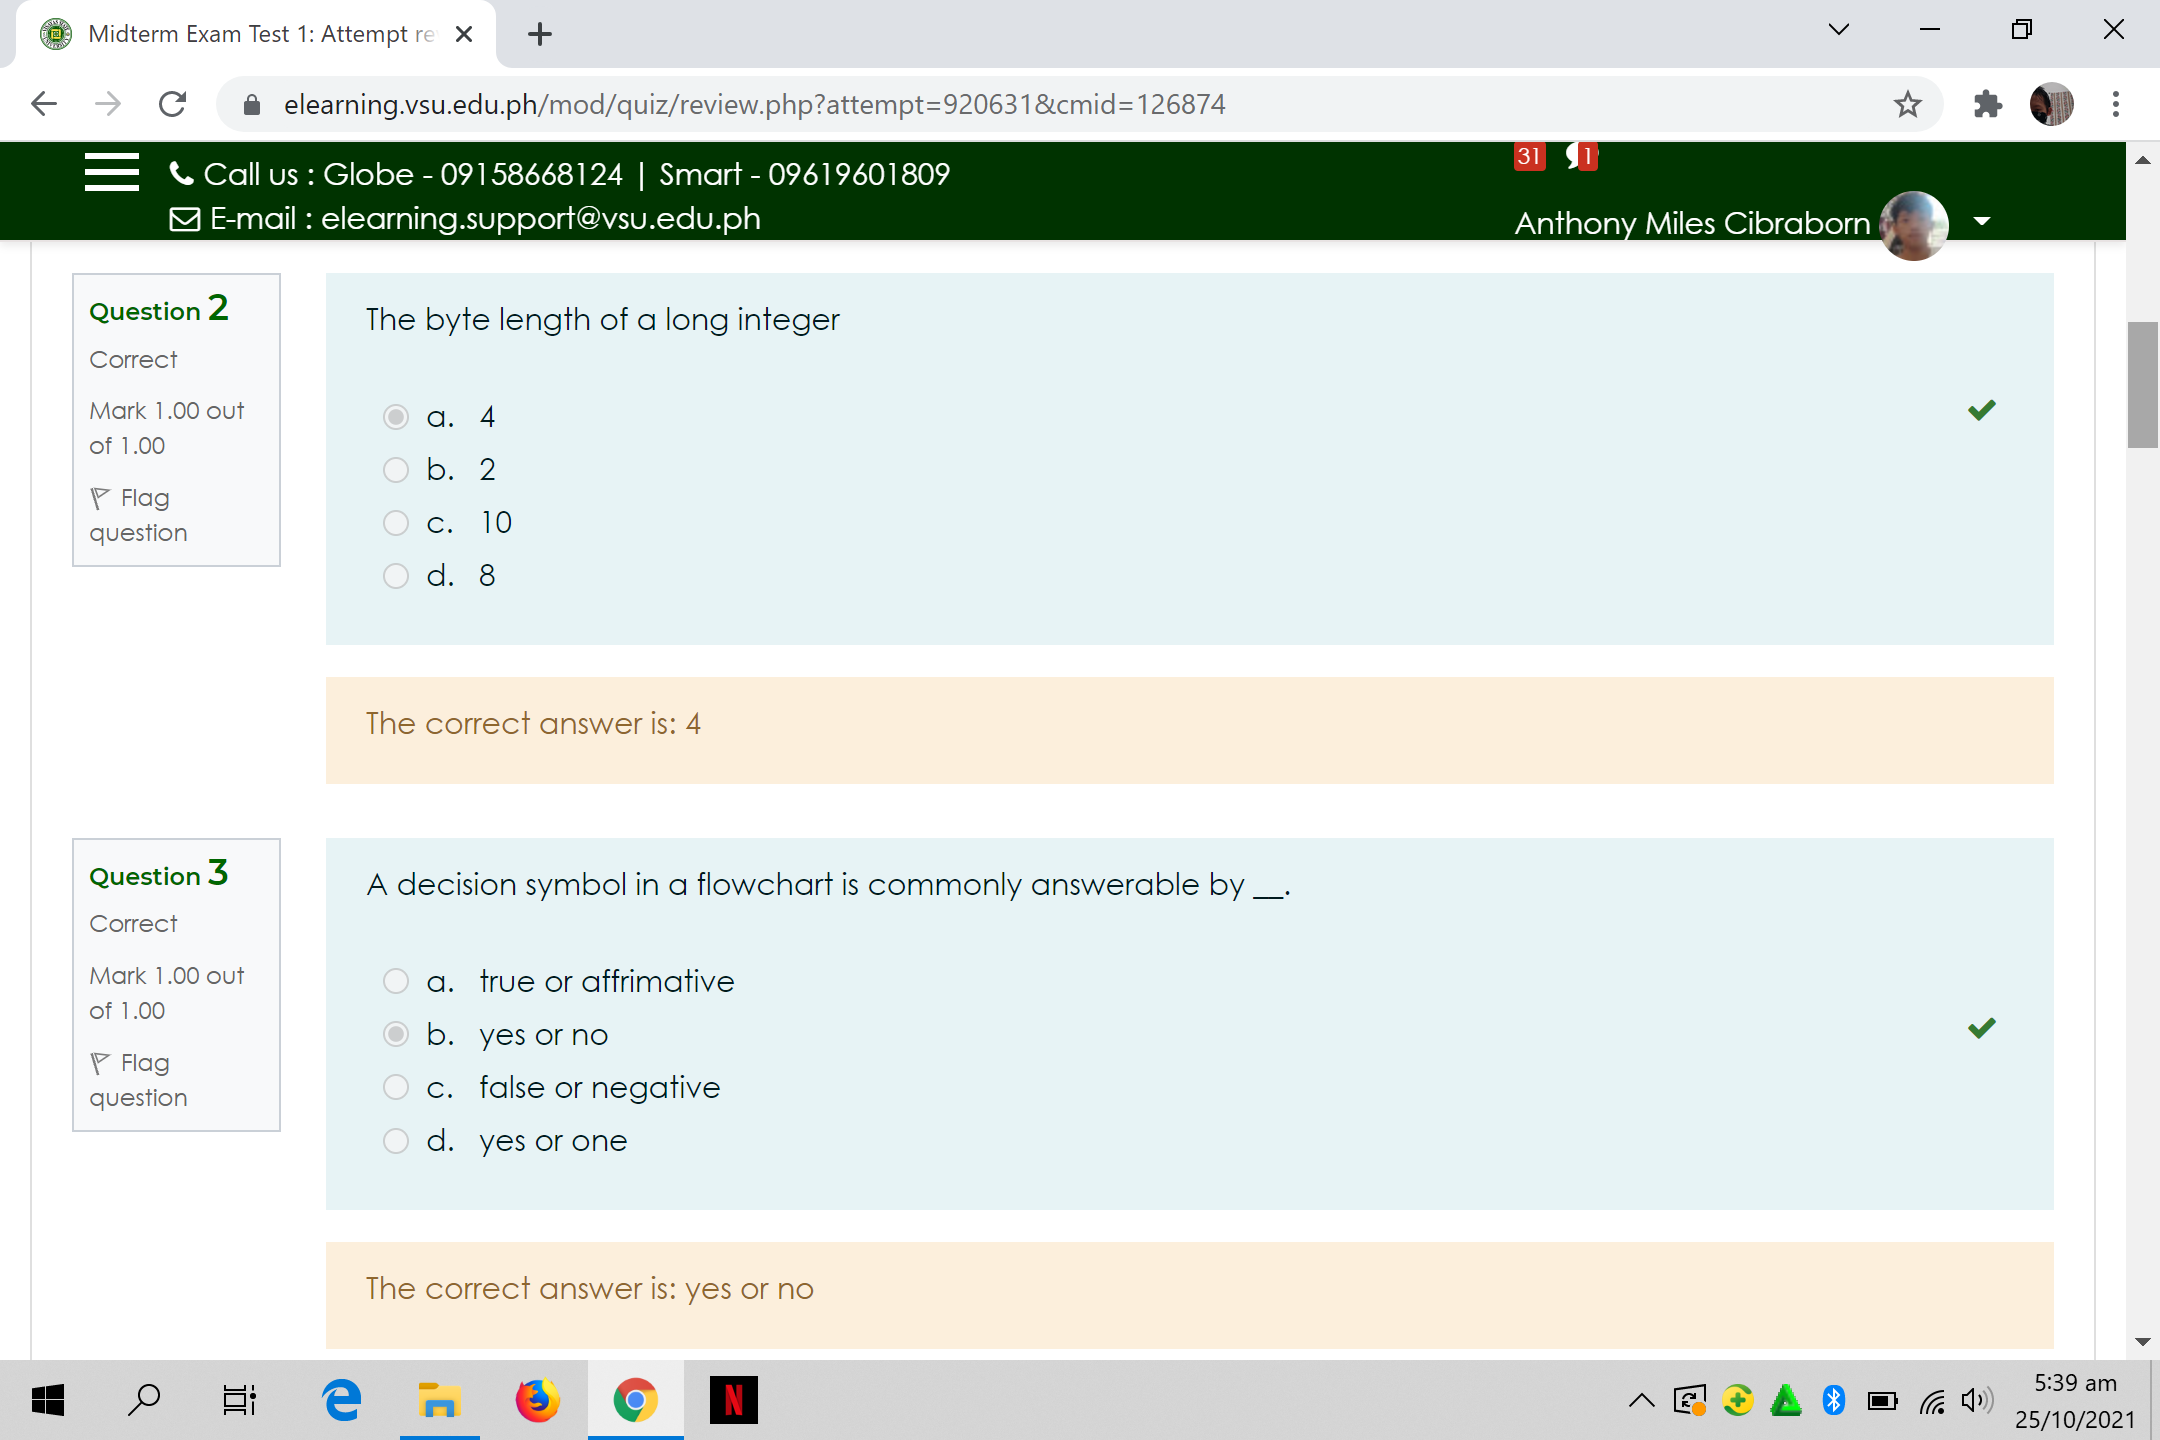 Midterm Exam Test 1: Attempt re
elearning.vsu.edu.ph/mod/quiz/review.php?attempt=920631&cmid=126874
Call us : Globe - 09158668124 | Smart - 09619601809
31 1
E-mail : elearning.support@vsu.edu.ph
Anthony Miles Cibraborn
Question 2
Correct
Mark 1.00 out
of 1.00
Flag
question
The byte length of a long integer
a. 4
b. 2
c. 10
d. 8
The correct answer is: 4
Question 3
Correct
Mark 1.00 out
of 1.00
Flag
question
A decision symbol in a flowchart is commonly answerable by __.
a. true or affrimative
b. yes or no
c. false or negative
d. yes or one
The correct answer is: yes or no
N
5:39 am
25/10/2021